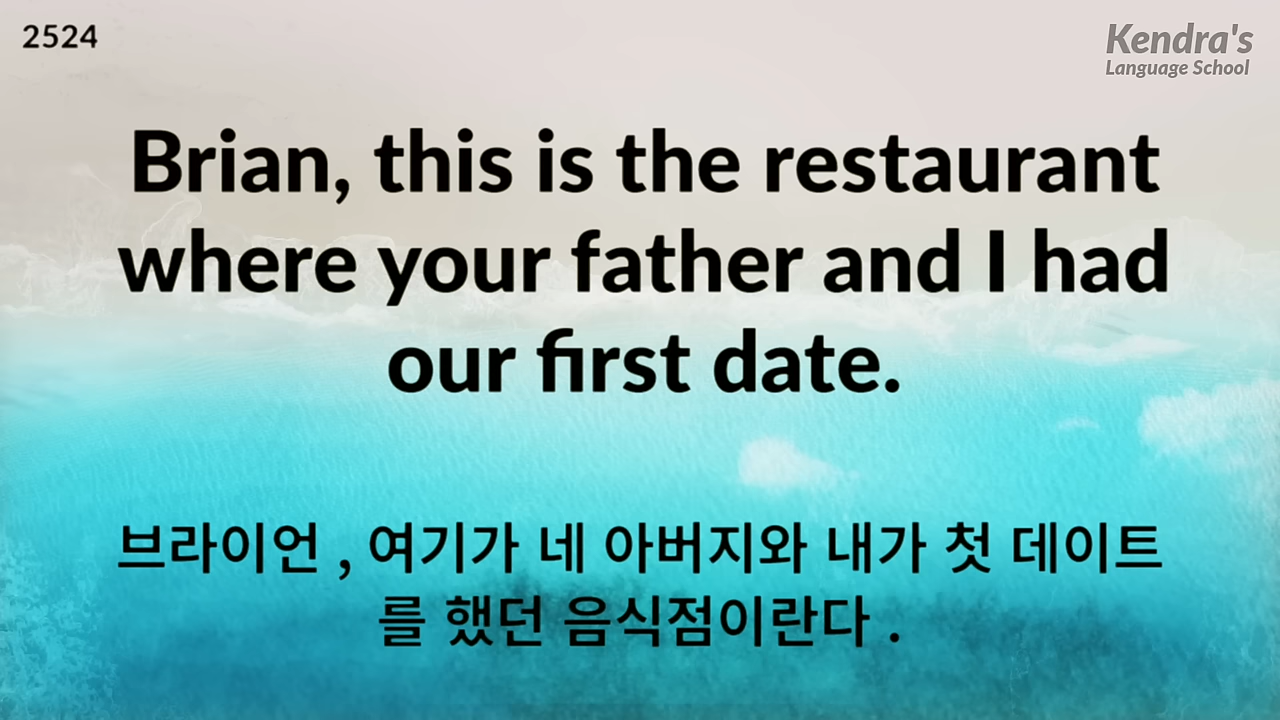 2524
Kendra's
Language School
Brian, this is the restaurant
where your father and I had
our first date.
브라이언 , 여기가 네 아버지와 내가 첫 데이트
를 했던 음식점이란다 .